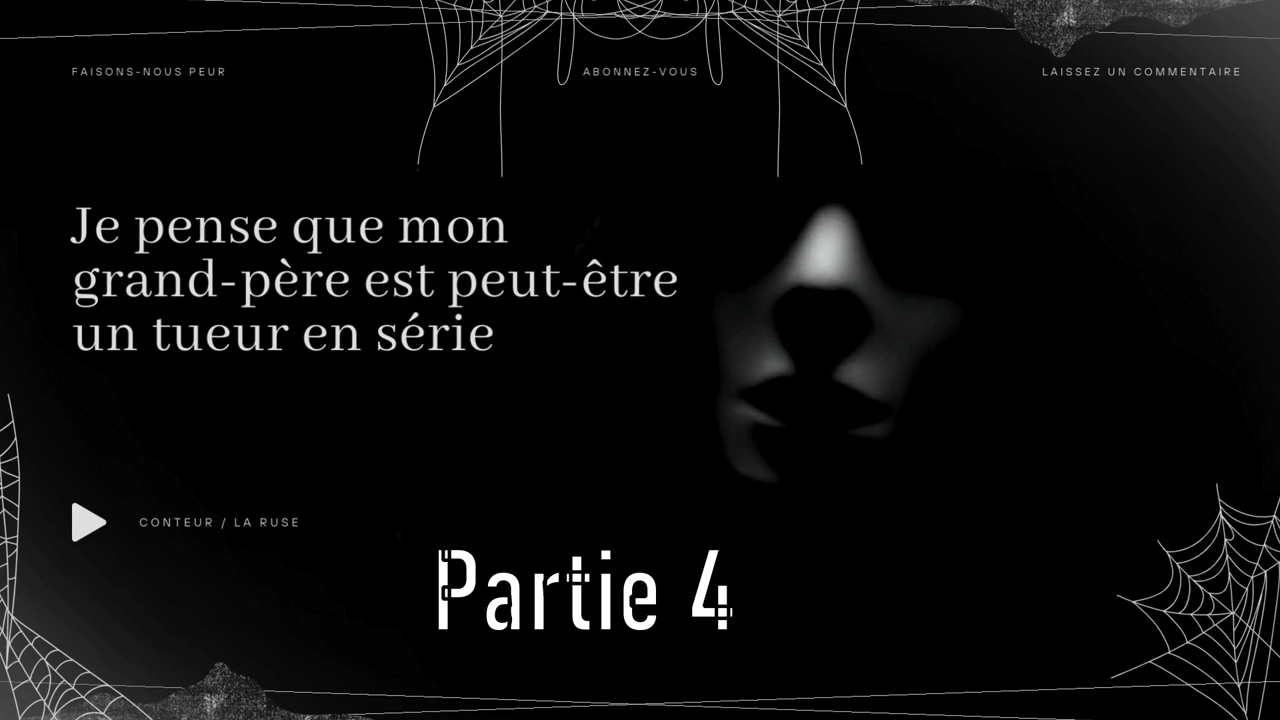 FAISONS-NOUS PEUR
ABONNEZ-VOUS
LAISSEZ UN COMMENTAIRE
Je pense que mon
grand-père est peut-être
un tueur en série
CONTEUR / LA RUSE
Partie 4